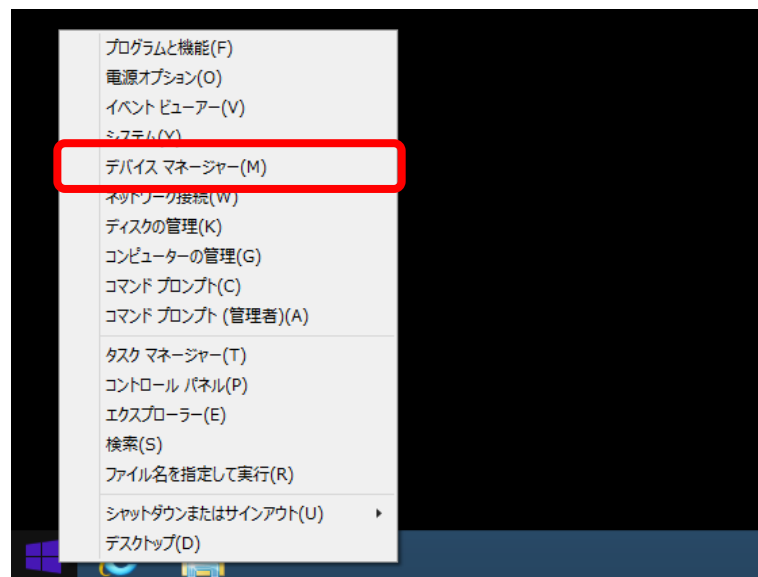 プログラムと機能(F)
電源オプション(O)
イベント ビューアー(V)
システム(Y)
デバイス マネージャー(M)
ネットワーク接続(W)
ディスクの管理(K)
コンピューターの管理(G)
コマンド プロンプト(C)
コマンド プロンプト (管理者)(A)
タスク マネージャー(T)
コントロール パネル(P)
エクスプローラー(E)
検索(S)
ファイル名を指定して実行(R)
シャットダウンまたはサインアウト(U)
デスクトップ(D)